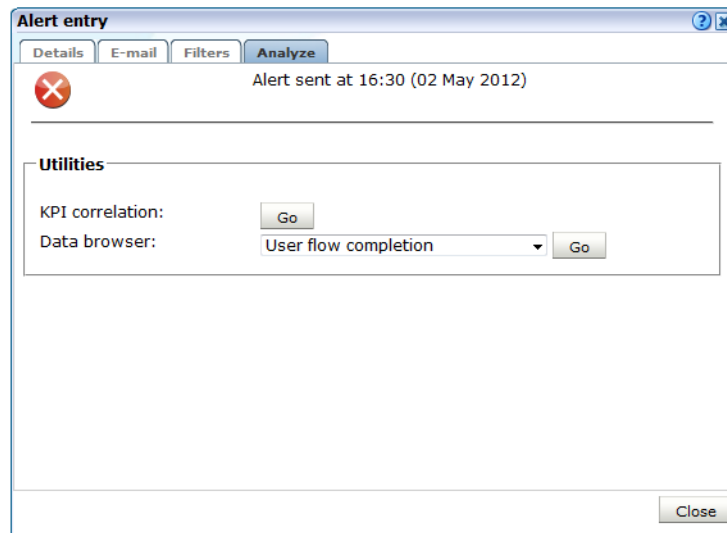 Alert entry
Details E-mail Filters Analyze
Alert sent at 16:30 (02 May 2012)
Utilities
KPI correlation: Go
Data browser: User flow completion Go
Close